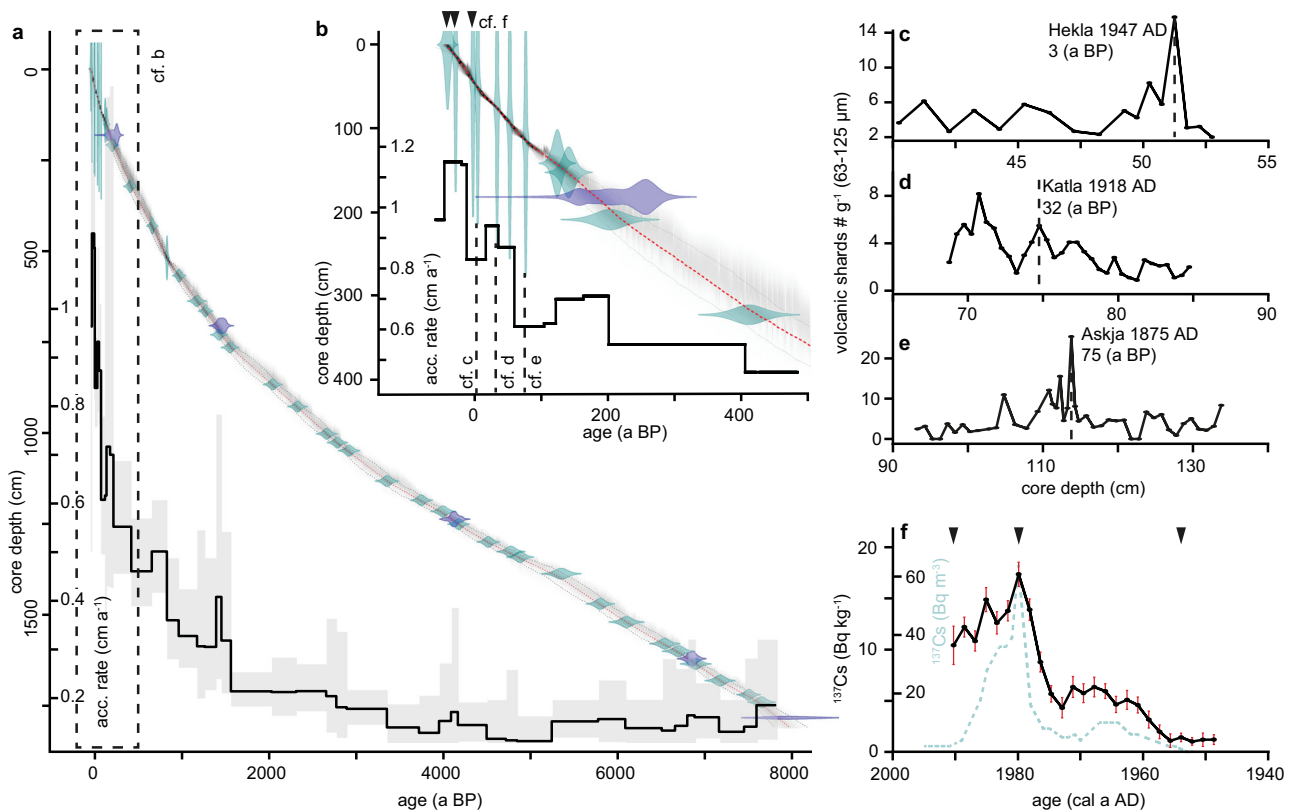 a
core depth (cm)
0
500
1000
1500
acc. rate (cm a⁻¹)
1
0.8
0.6
0.4
0.2
cf. b
0
2000
4000
6000
8000
age (a BP)
b
cf. f
core depth (cm)
0
100
200
300
400
acc. rate (cm a⁻¹)
1.2
1
0.8
0.6
cf. c
cf. d
cf. e
0
200
400
age (a BP)
volcanic shards # g⁻¹ (63-125 µm)
c
Hekla 1947 AD
3 (a BP)
14
10
6
2
45
50
55
d
Katla 1918 AD
32 (a BP)
8
4
0
70
80
90
e
Askja 1875 AD
75 (a BP)
20
10
0
90
110
130
core depth (cm)
f
¹³⁷Cs (Bq kg⁻¹)
20
10
0
¹³⁷Cs (Bq m⁻³)
60
40
20
2000
1980
1960
1940
age (cal a AD)